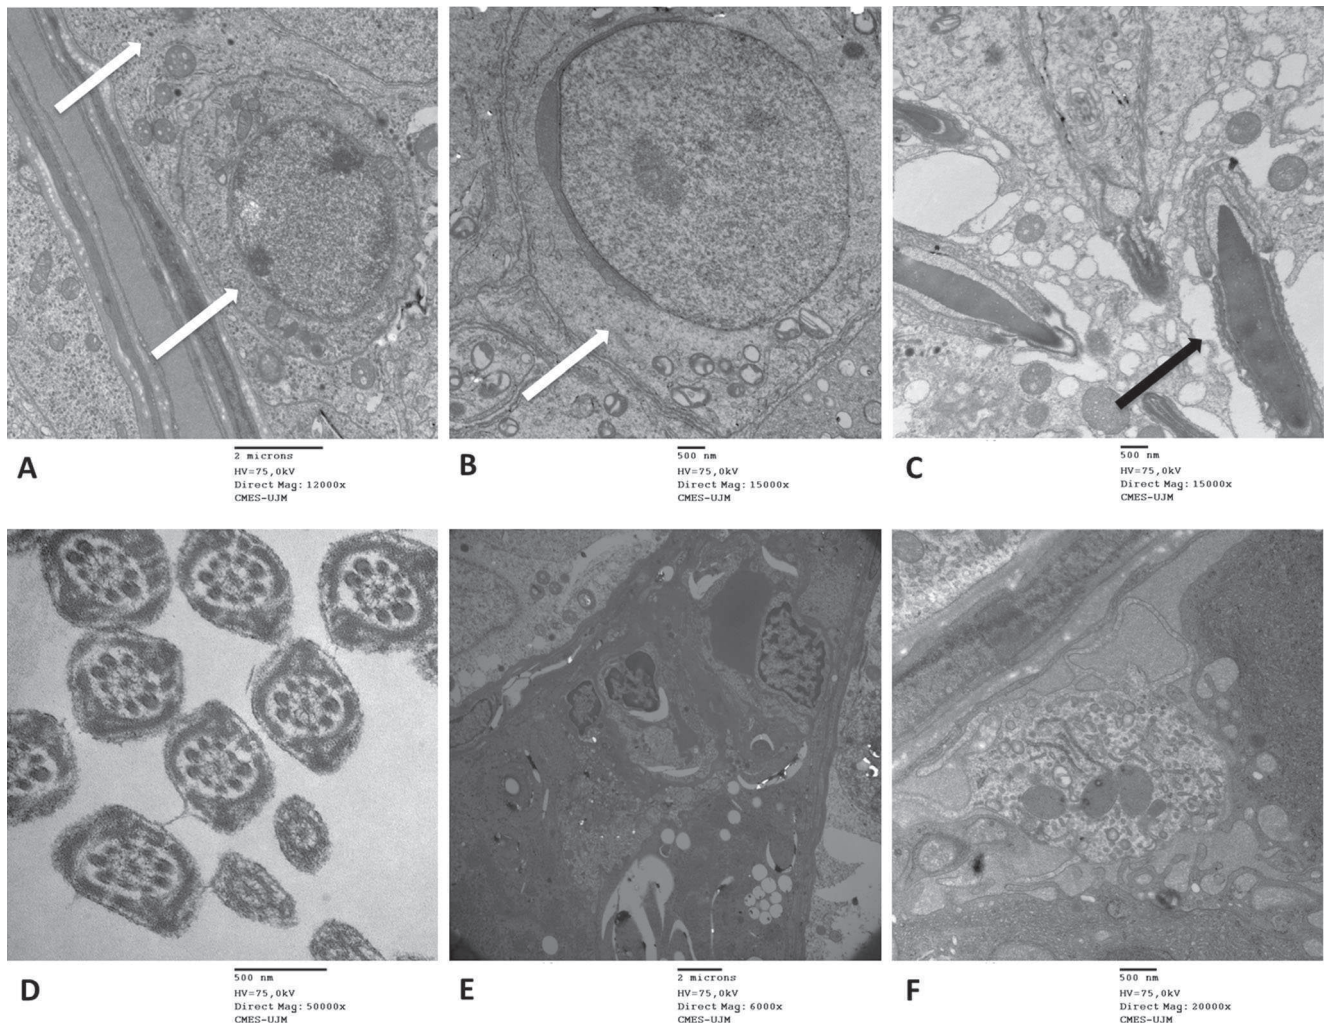 A
2 microns
HV=75,0kV
Direct Mag: 12000x
CMES-UJM
B
500 nm
HV=75,0kV
Direct Mag: 15000x
CMES-UJM
C
500 nm
HV=75,0kV
Direct Mag: 15000x
CMES-UJM
D
500 nm
HV=75,0kV
Direct Mag: 50000x
CMES-UJM
E
2 microns
HV=75,0kV
Direct Mag: 6000x
CMES-UJM
F
500 nm
HV=75,0kV
Direct Mag: 20000x
CMES-UJM